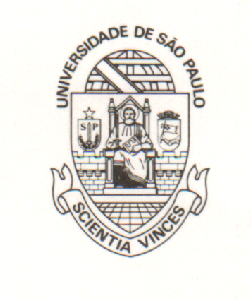 UNIVERSIDADE DE SÃO PAULO
S P
SCIENTIA VINCES